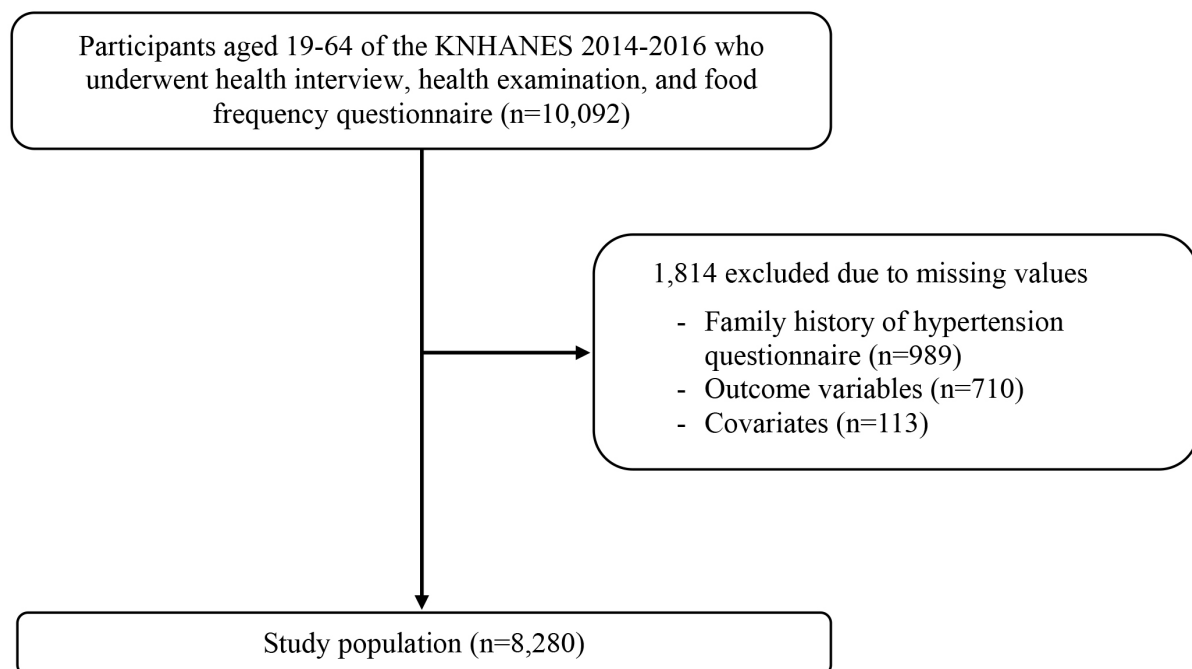 Participants aged 19-64 of the KNHANES 2014-2016 who
underwent health interview, health examination, and food
frequency questionnaire (n=10,092)
1,814 excluded due to missing values
- Family history of hypertension
questionnaire (n=989)
- Outcome variables (n=710)
- Covariates (n=113)
Study population (n=8,280)